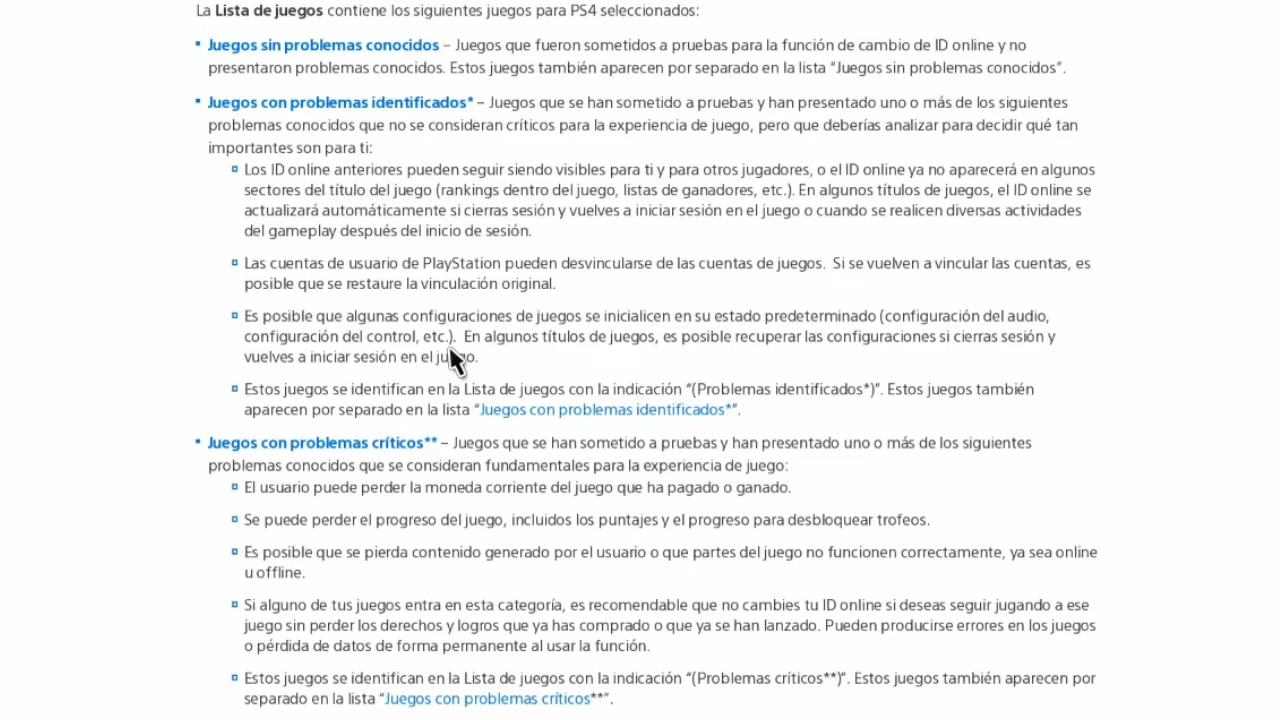 La Lista de juegos contiene los siguientes juegos para PS4 seleccionados:
Juegos sin problemas conocidos – Juegos que fueron sometidos a pruebas para la función de cambio de ID online y no
presentaron problemas conocidos. Estos juegos también aparecen por separado en la lista “Juegos sin problemas conocidos”.
Juegos con problemas identificados* – Juegos que se han sometido a pruebas y han presentado uno o más de los siguientes
problemas conocidos que no se consideran críticos para la experiencia de juego, pero que deberías analizar para decidir qué tan
importantes son para ti:
Los ID online anteriores pueden seguir siendo visibles para ti y para otros jugadores, o el ID online ya no aparecerá en algunos
sectores del título del juego (rankings dentro del juego, listas de ganadores, etc.). En algunos títulos de juegos, el ID online se
actualizará automáticamente si cierras sesión y vuelves a iniciar sesión en el juego o cuando se realicen diversas actividades
del gameplay después del inicio de sesión.
Las cuentas de usuario de PlayStation pueden desvincularse de las cuentas de juegos. Si se vuelven a vincular las cuentas, es
posible que se restaure la vinculación original.
Es posible que algunas configuraciones de juegos se inicialicen en su estado predeterminado (configuración del audio,
configuración del control, etc.). En algunos títulos de juegos, es posible recuperar las configuraciones si cierras sesión y
vuelves a iniciar sesión en el juego.
Estos juegos se identifican en la Lista de juegos con la indicación “(Problemas identificados*)”. Estos juegos también
aparecen por separado en la lista “Juegos con problemas identificados*”.
Juegos con problemas críticos** – Juegos que se han sometido a pruebas y han presentado uno o más de los siguientes
problemas conocidos que se consideran fundamentales para la experiencia de juego:
El usuario puede perder la moneda corriente del juego que ha pagado o ganado.
Se puede perder el progreso del juego, incluidos los puntajes y el progreso para desbloquear trofeos.
Es posible que se pierda contenido generado por el usuario o que partes del juego no funcionen correctamente, ya sea online
u offline.
Si alguno de tus juegos entra en esta categoría, es recomendable que no cambies tu ID online si deseas seguir jugando a ese
juego sin perder los derechos y logros que ya has comprado o que ya se han lanzado. Pueden producirse errores en los juegos
o pérdida de datos de forma permanente al usar la función.
Estos juegos se identifican en la Lista de juegos con la indicación “(Problemas críticos**)”. Estos juegos también aparecen por
separado en la lista “Juegos con problemas críticos**”.